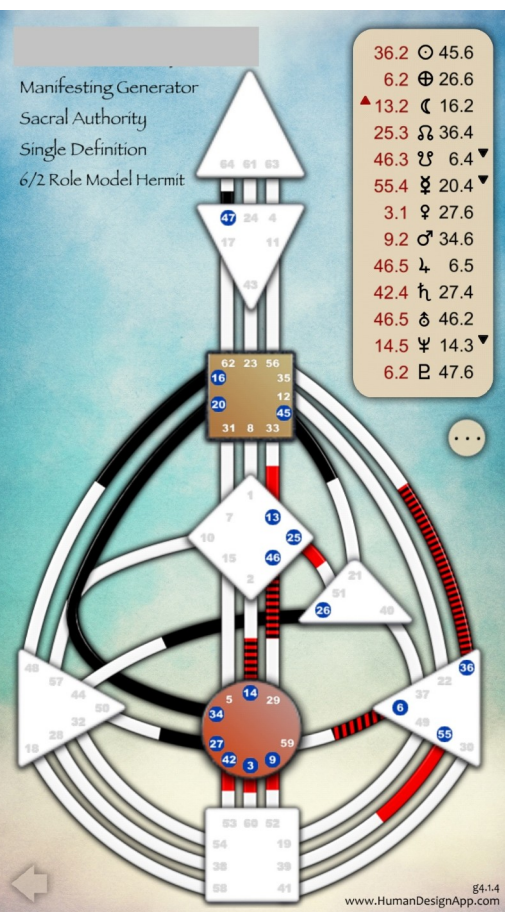 Manifesting Generator
Sacral Authority
Single Definition
6/2 Role Model Hermit
36.2 ☉ 45.6
6.2 ⊕ 26.6
▲ 13.2 ☾ 16.2
25.3 ☊ 36.4
46.3 ☋ 6.4 ▼
55.4 ☿ 20.4 ▼
3.1 ♀ 27.6
9.2 ♂ 34.6
46.5 ♃ 6.5
42.4 ♄ 27.4
46.5 ⛢ 46.2
14.5 ♆ 14.3 ▼
6.2 ♇ 47.6
...
64 61 63
47 24 4
17 11
43
62 23 56
16 35
20 12
45
31 8 33
1
7 13
10 25
15 46
2
21
51
26 40
48
57
44
50
32
28
18
36
22
37
6
49
55
30
5 14 29
34
27 59
42 3 9
53 60 52
54 19
38 39
58 41
g4.1.4
www.HumanDesignApp.com